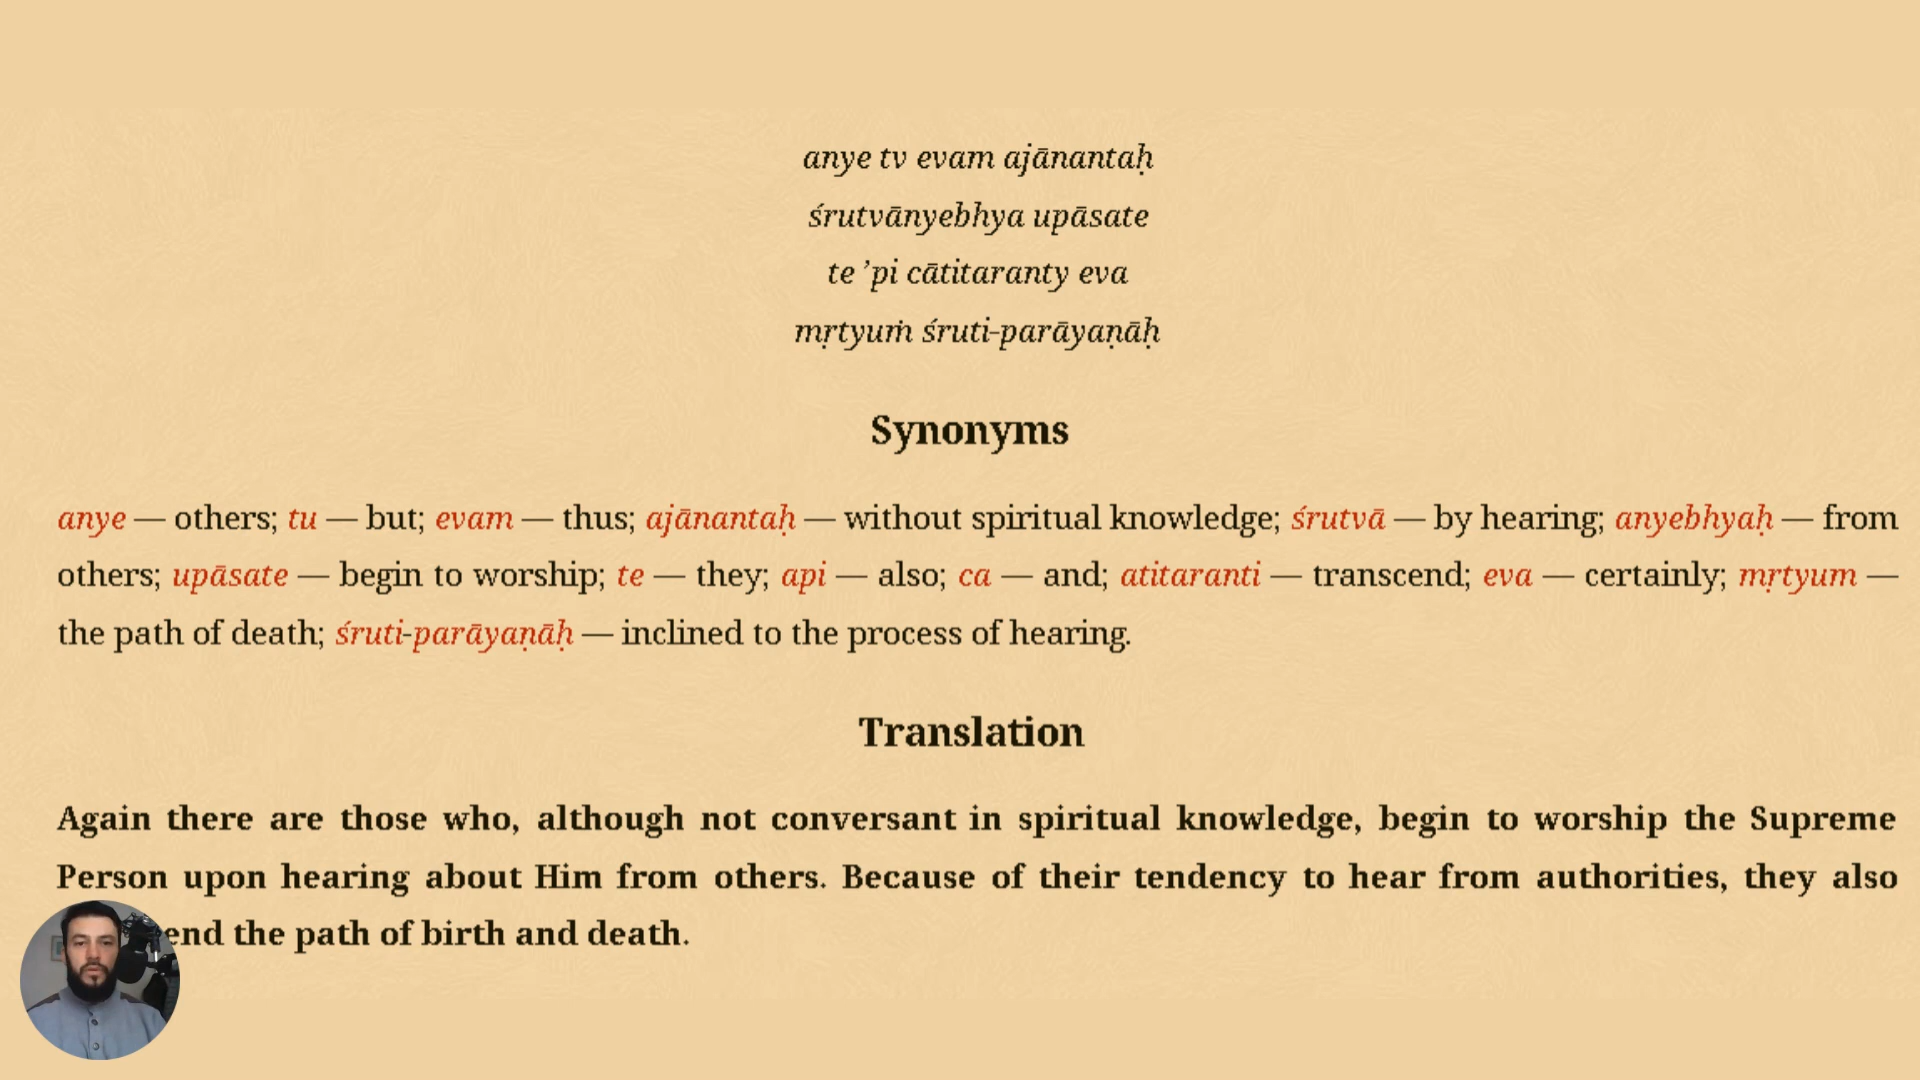 anye tv evam ajānantaḥ
śrutvānyebhya upāsate
te ’pi cātitaranty eva
mṛtyuṁ śruti-parāyaṇāḥ
Synonyms
anye — others; tu — but; evam — thus; ajānantaḥ — without spiritual knowledge; śrutvā — by hearing; anyebhyaḥ — from
others; upāsate — begin to worship; te — they; api — also; ca — and; atitaranti — transcend; eva — certainly; mṛtyum —
the path of death; śruti-parāyaṇāḥ — inclined to the process of hearing.
Translation
Again there are those who, although not conversant in spiritual knowledge, begin to worship the Supreme
Person upon hearing about Him from others. Because of their tendency to hear from authorities, they also
the path of birth and death.